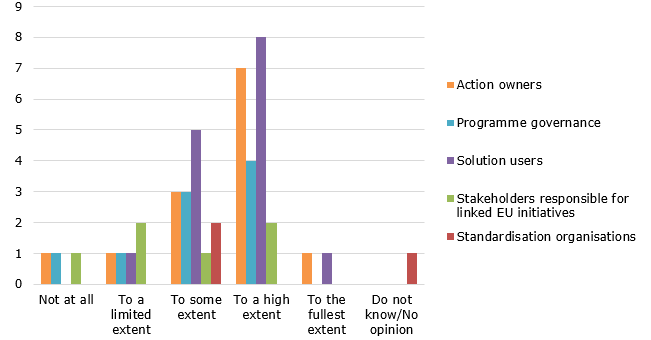 9
8
7
6
5
4
3
2
1
0
Not at all
To a
limited
extent
To some
extent
To a high
extent
To the
fullest
extent
Do not
know/No
opinion
Action owners
Programme governance
Solution users
Stakeholders responsible for
linked EU initiatives
Standardisation organisations